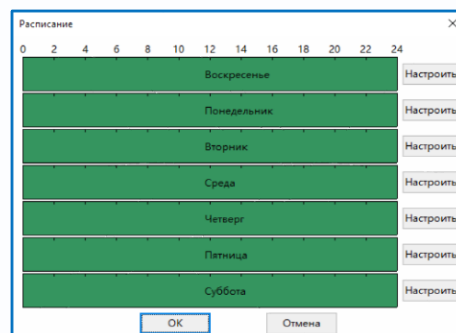 Расписание
0 2 4 6 8 10 12 14 16 18 20 22 24
Воскресенье Настроить
Понедельник Настроить
Вторник Настроить
Среда Настроить
Четверг Настроить
Пятница Настроить
Суббота Настроить
OK Отмена